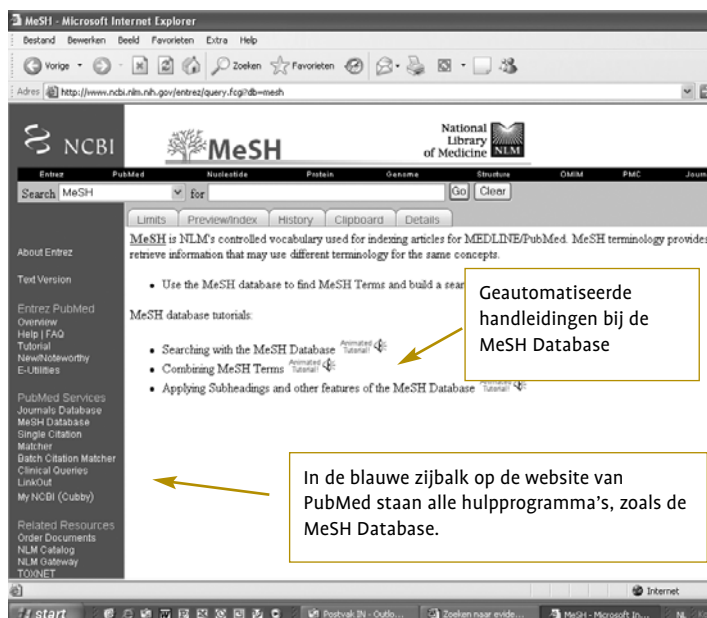 MeSH - Microsoft Internet Explorer
Bestand Bewerken Beeld Favorieten Extra Help
Vorige Zoeken Favorieten
Adres http://www.ncbi.nlm.nih.gov/entrez/query.fcgi?db=mesh
NCBI
MeSH
National
Library
of Medicine NLM
Entrez PubMed Nucleotide Protein Genome Structure OMIM PMC Journ
Search MeSH for Go Clear
Limits Preview/Index History Clipboard Details
MeSH is NLM's controlled vocabulary used for indexing articles for MEDLINE/PubMed. MeSH terminology provides
retrieve information that may use different terminology for the same concepts.
Use the MeSH database to find MeSH Terms and build a sear
MeSH database tutorials:
Searching with the MeSH Database Animated Tutorial!
Combining MeSH Terms Animated Tutorial!
Applying Subheadings and other features of the MeSH Database Animated Tutorial!
About Entrez
Text Version
Entrez PubMed
Overview
Help | FAQ
Tutorial
New/Noteworthy
E-Utilities
PubMed Services
Journals Database
MeSH Database
Single Citation
Matcher
Batch Citation Matcher
Clinical Queries
LinkOut
My NCBI (Cubby)
Related Resources
Order Documents
NLM Catalog
NLM Gateway
TOXNET
Geautomatiseerde
handleidingen bij de
MeSH Database
In de blauwe zijbalk op de website van
PubMed staan alle hulpprogramma's, zoals de
MeSH Database.
Internet
start Postvak IN - Outlo... Zoeken naar evide... MeSH - Microsoft In... NL